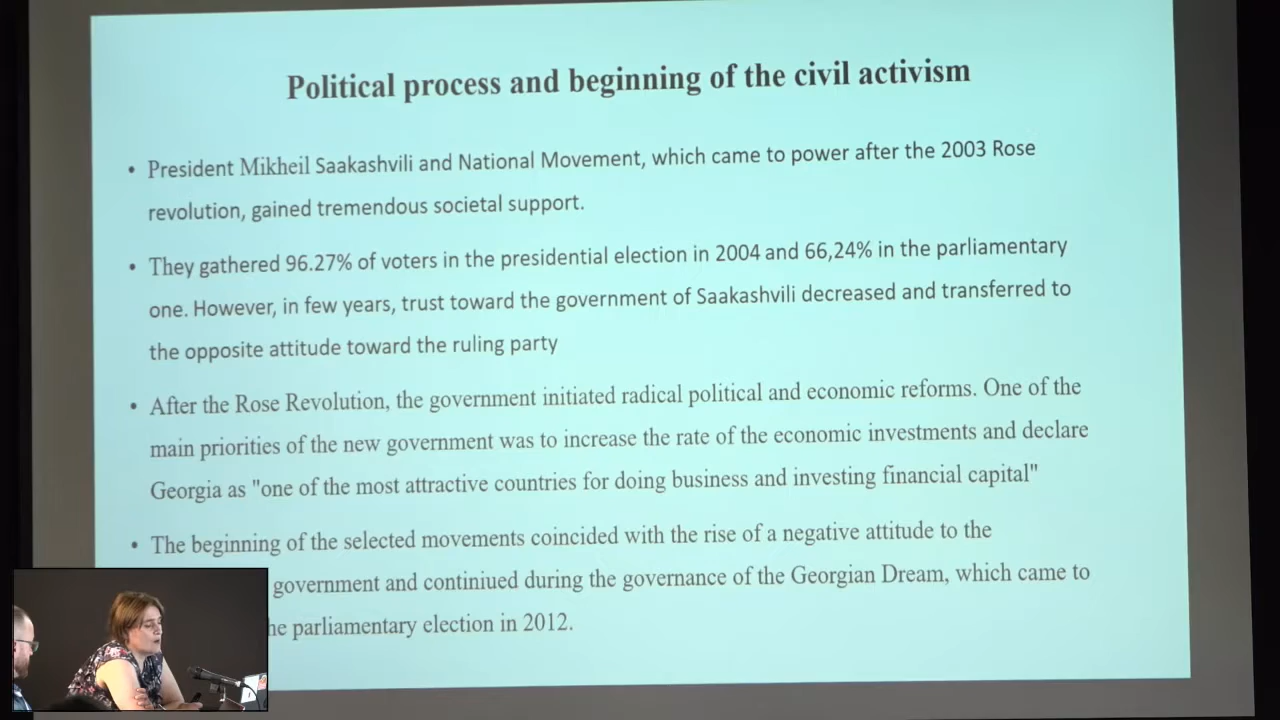 Political process and beginning of the civil activism
• President Mikheil Saakashvili and National Movement, which came to power after the 2003 Rose
revolution, gained tremendous societal support.
• They gathered 96.27% of voters in the presidential election in 2004 and 66,24% in the parliamentary
one. However, in few years, trust toward the government of Saakashvili decreased and transferred to
the opposite attitude toward the ruling party
• After the Rose Revolution, the government initiated radical political and economic reforms. One of the
main priorities of the new government was to increase the rate of the economic investments and declare
Georgia as "one of the most attractive countries for doing business and investing financial capital"
• The beginning of the selected movements coincided with the rise of a negative attitude to the
government and continiued during the governance of the Georgian Dream, which came to
parliamentary election in 2012.